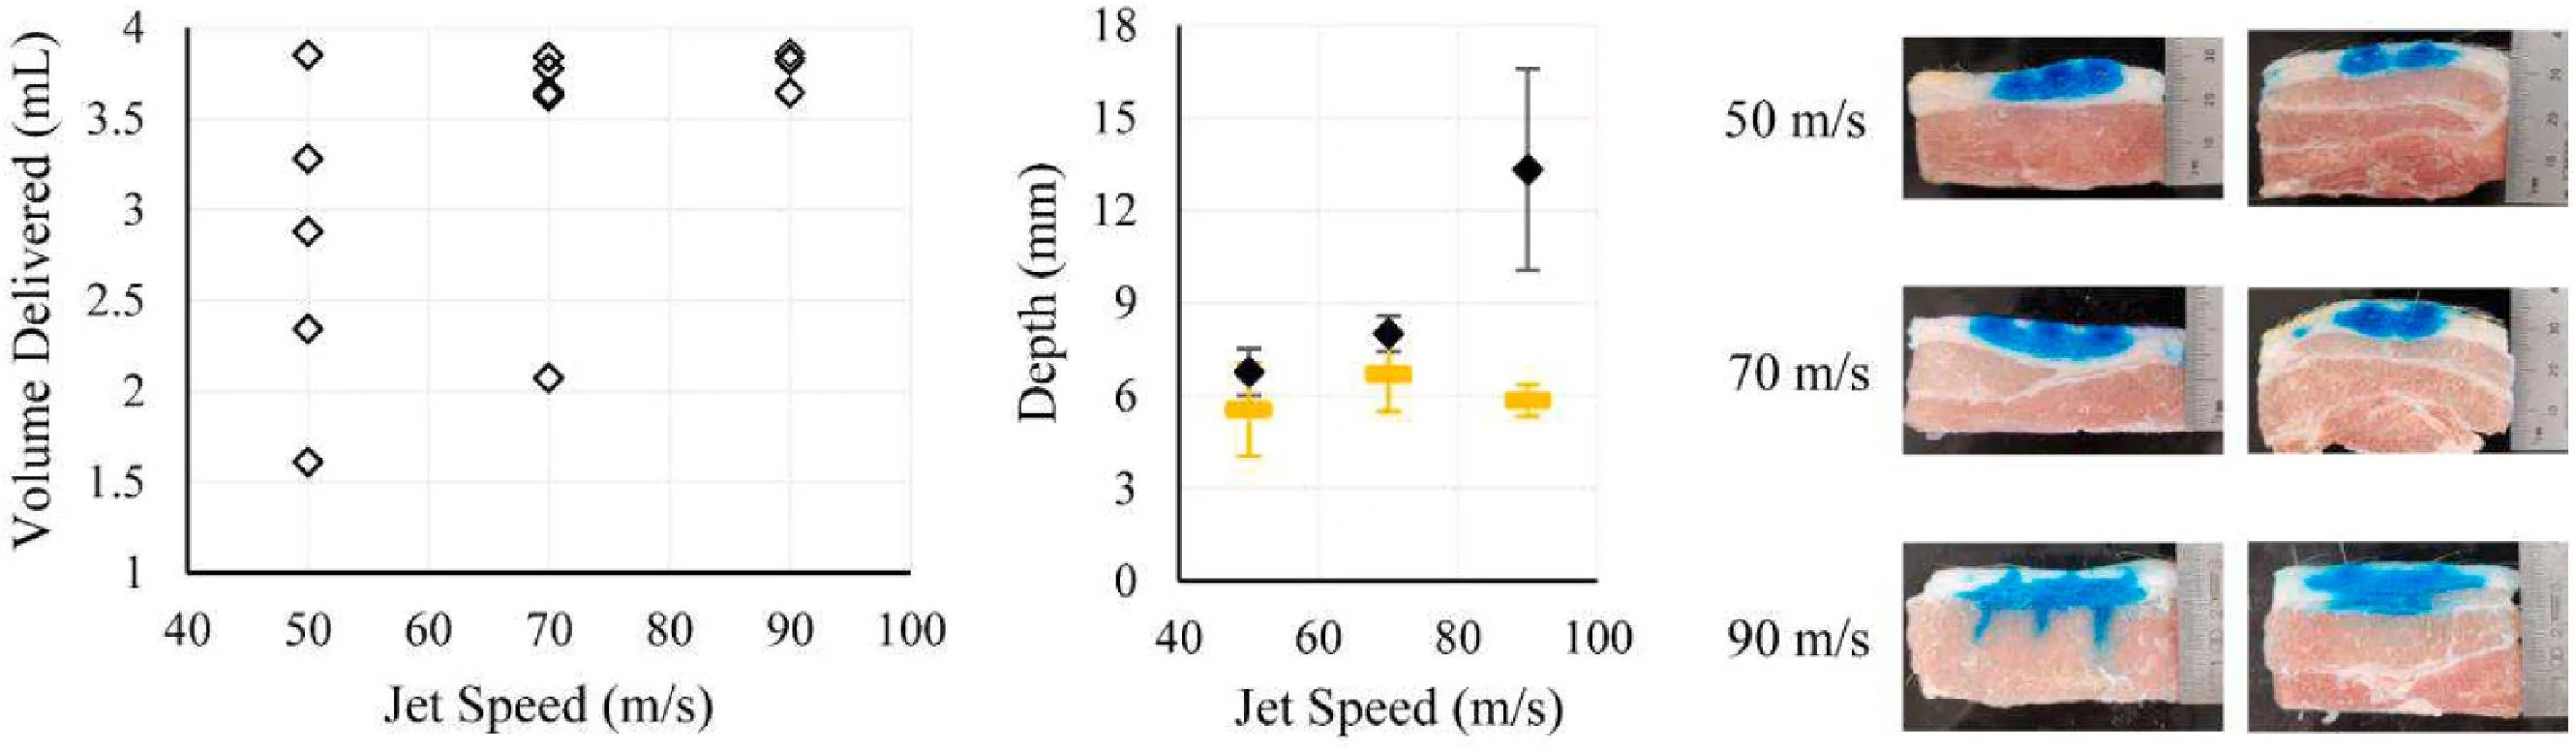 Volume Delivered (mL)
4
3.5
3
2.5
2
1.5
1
40 50 60 70 80 90 100
Jet Speed (m/s)
Depth (mm)
18
15
12
9
6
3
0
40 60 80 100
Jet Speed (m/s)
50 m/s
70 m/s
90 m/s